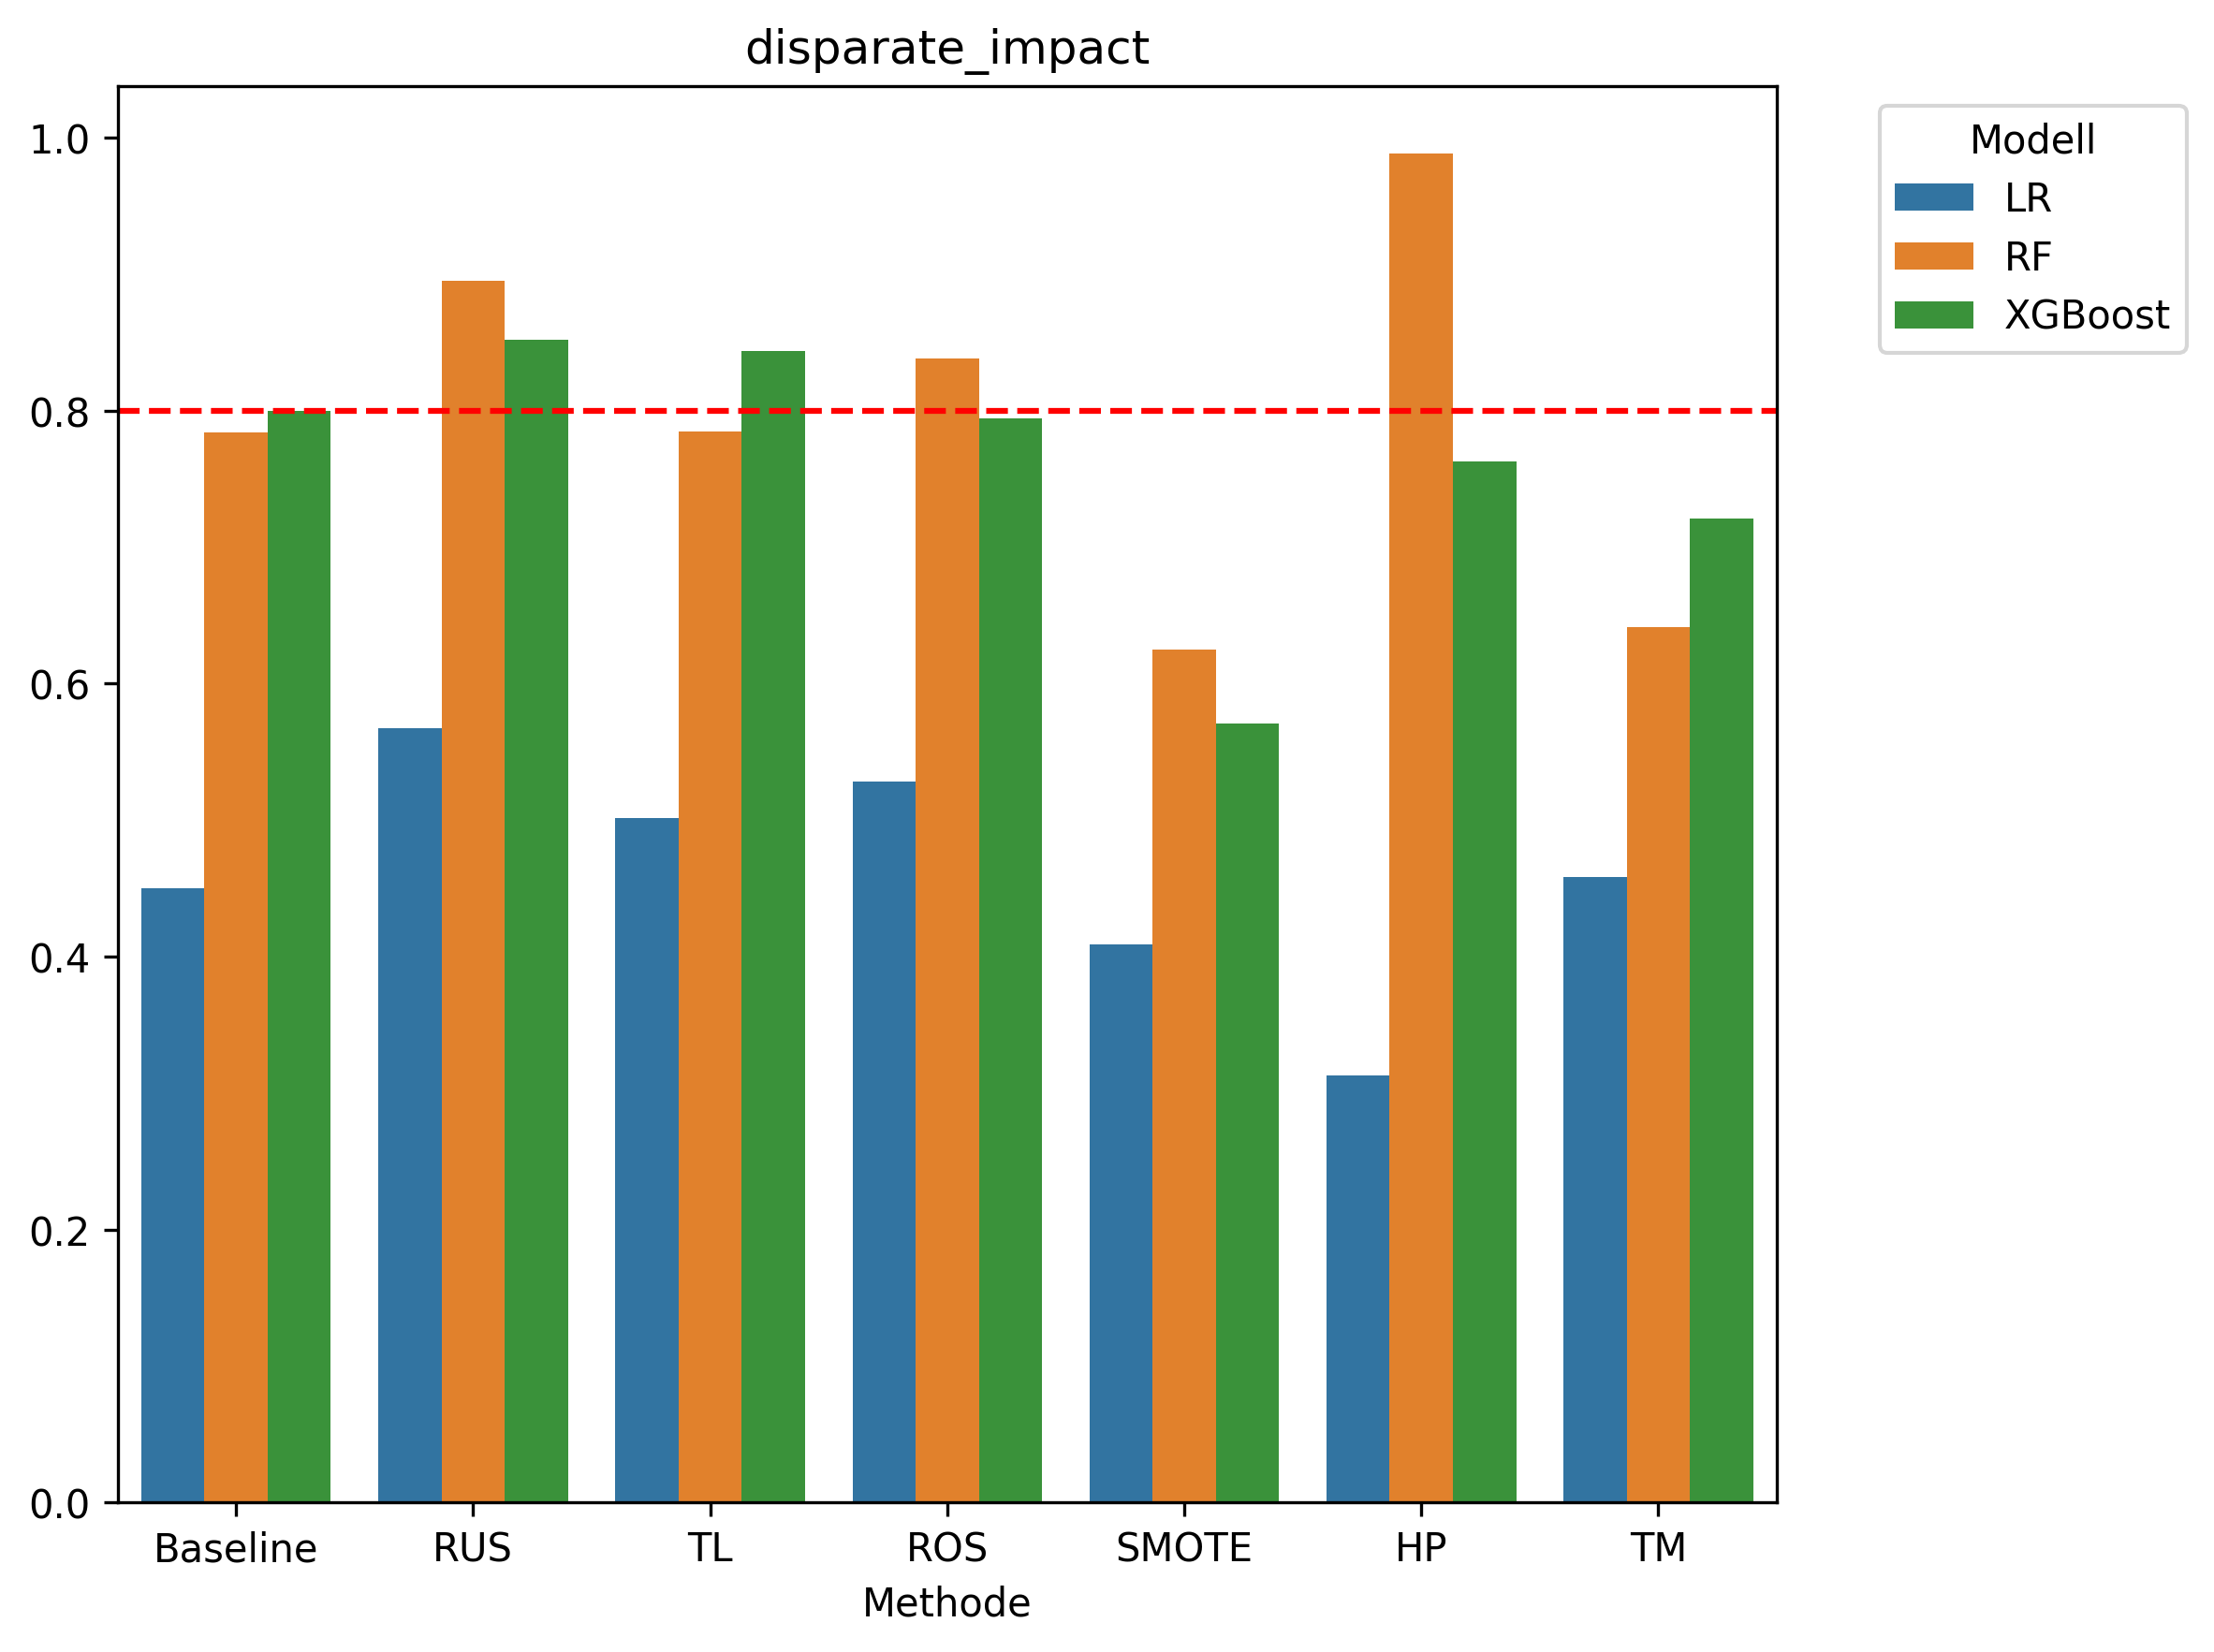 disparate_impact
1.0
0.8
0.6
0.4
0.2
0.0
Baseline RUS TL ROS SMOTE HP TM
Methode
Modell
LR
RF
XGBoost